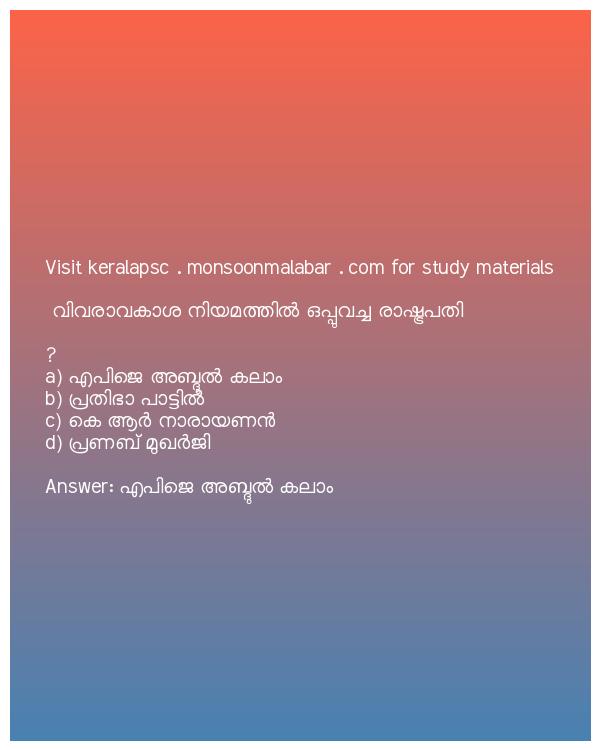 Visit keralapsc . monsoonmalabar . com for study materials
വിവരാവകാശ നിയമത്തിൽ ഒപ്പുവച്ച രാഷ്ട്രപതി
?
a) എപിജെ അബ്ദുൽ കലാം
b) പ്രതിഭാ പാട്ടിൽ
c) കെ ആർ നാരായണൻ
d) പ്രണബ് മുഖർജി
Answer: എപിജെ അബ്ദുൽ കലാം